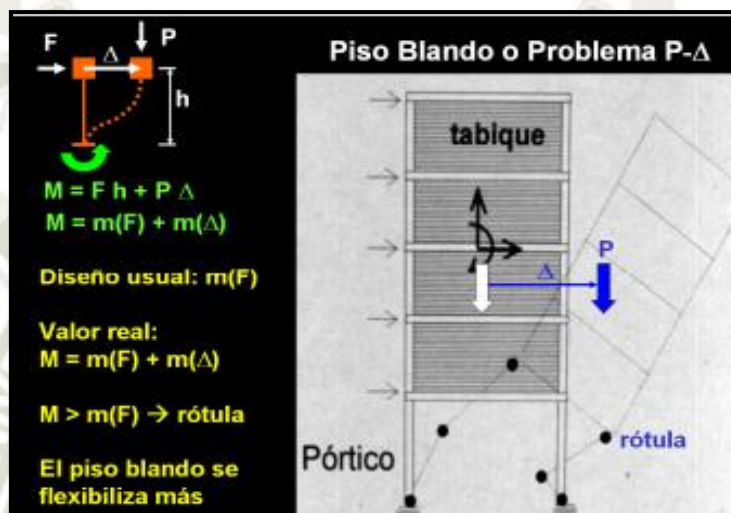 Piso Blando o Problema P-Δ
F
Δ
P
h
M = F h + P Δ
M = m(F) + m(Δ)
Diseño usual: m(F)
Valor real:
M = m(F) + m(Δ)
M > m(F) → rótula
El piso blando se
flexibiliza más
tabique
P
Δ
rótula
Pórtico